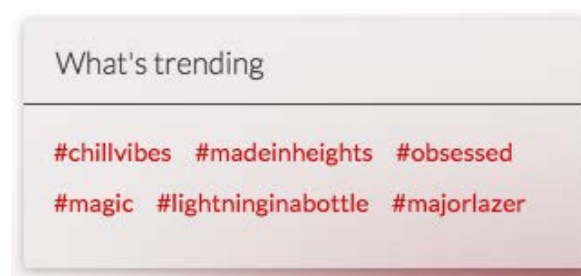 What's trending
#chillvibes #madeinheights #obsessed
#magic #lightninginabottle #majorlazer